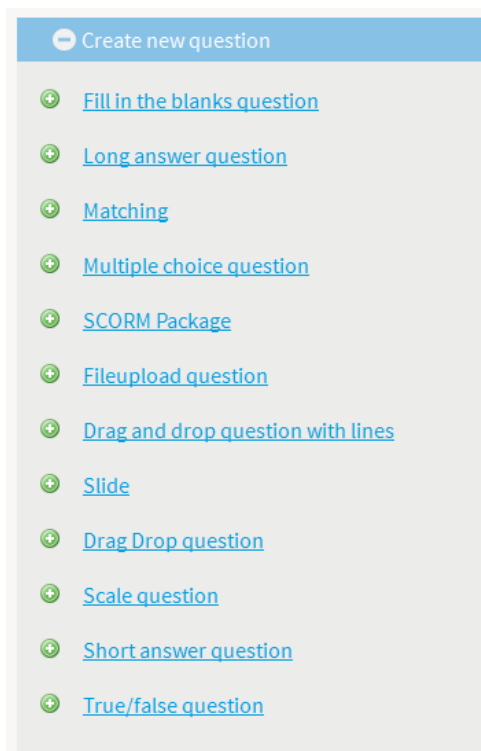 Create new question
Fill in the blanks question
Long answer question
Matching
Multiple choice question
SCORM Package
Fileupload question
Drag and drop question with lines
Slide
Drag Drop question
Scale question
Short answer question
True/false question